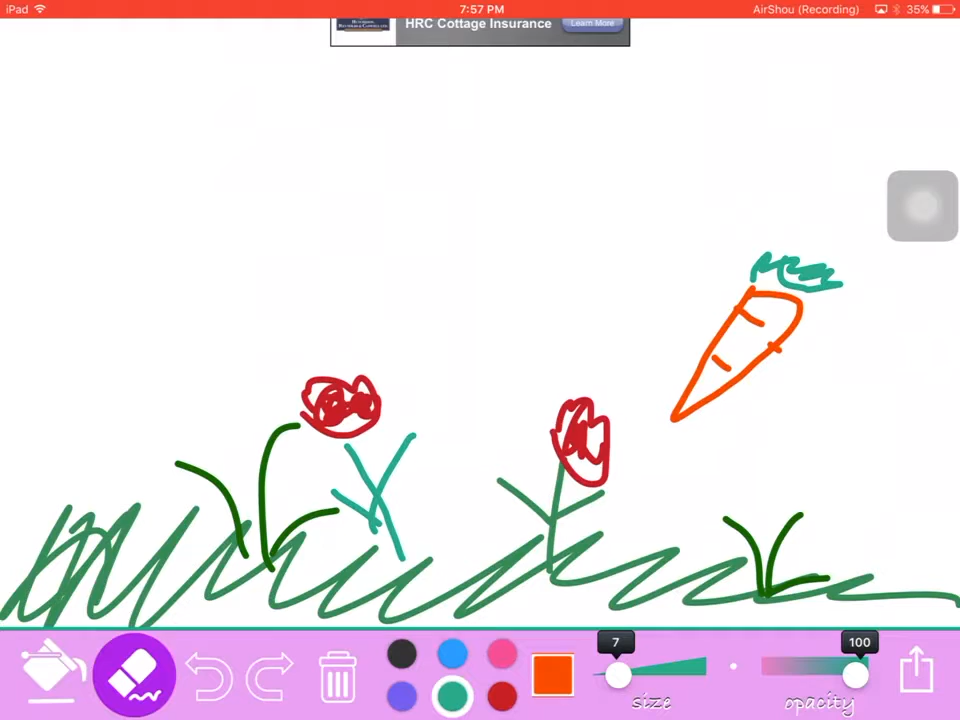 iPad 7:57 PM AirShou (Recording) 35%
HRC Cottage Insurance Learn More
7 100
size opacity